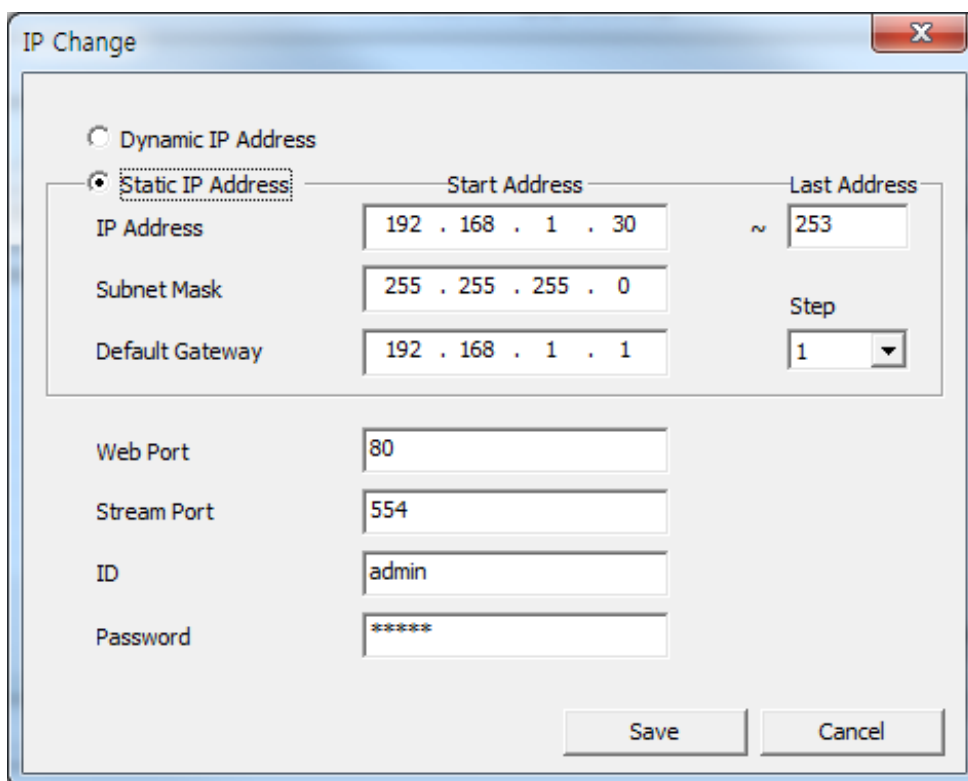 IP Change
Dynamic IP Address
Static IP Address Start Address Last Address
IP Address 192 . 168 . 1 . 30 ~ 253
Subnet Mask 255 . 255 . 255 . 0
Step
Default Gateway 192 . 168 . 1 . 1 1
Web Port 80
Stream Port 554
ID admin
Password *****
Save Cancel